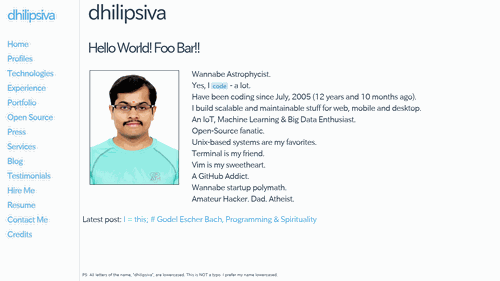 dhilipsiva
dhilipsiva
Home
Profiles
Technologies
Experience
Portfolio
Open Source
Press
Services
Blog
Testimonials
Hire Me
Resume
Contact Me
Credits
Hello World! Foo Bar!!
Wannabe Astrophycist.
Yes, I code - a lot.
Have been coding since July, 2005 (12 years and 10 months ago).
I build scalable and maintainable stuff for web, mobile and desktop.
An IoT, Machine Learning & Big Data Enthusiast.
Open-Source fanatic.
Unix-based systems are my favorites.
Terminal is my friend.
Vim is my sweetheart.
A GitHub Addict.
Wannabe startup polymath.
Amateur Hacker. Dad. Atheist.
Latest post: I = this; # Godel Escher Bach, Programming & Spirituality
PS: All letters of the name, "dhilipsiva", are lowercased. This is NOT a typo. I prefer my name lowercased.